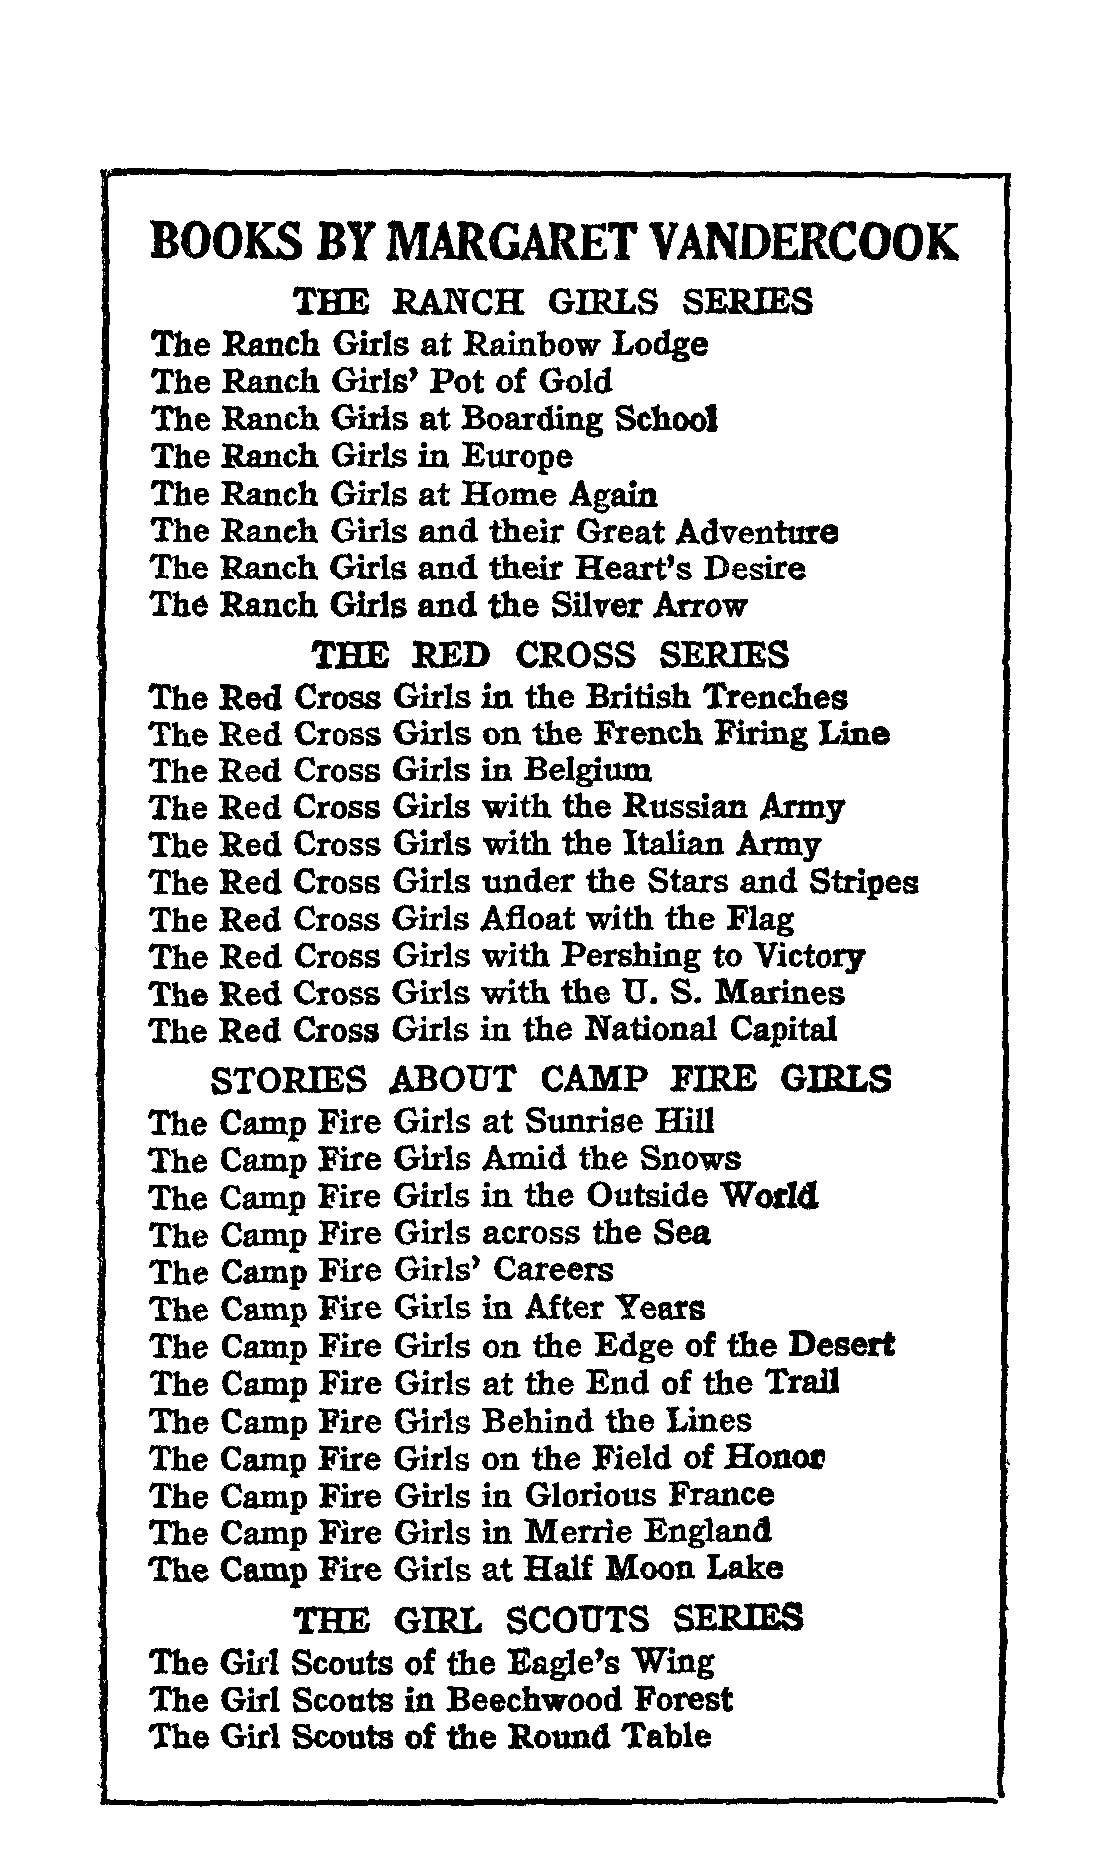 BOOKS BY MARGARET VANDERCOOK
THE RANCH GIRLS SERIES
The Ranch Girls at Rainbow Lodge
The Ranch Girls' Pot of Gold
The Ranch Girls at Boarding School
The Ranch Girls in Europe
The Ranch Girls at Home Again
The Ranch Girls and their Great Adventure
The Ranch Girls and their Heart's Desire
The Ranch Girls and the Silver Arrow
THE RED CROSS SERIES
The Red Cross Girls in the British Trenches
The Red Cross Girls on the French Firing Line
The Red Cross Girls in Belgium
The Red Cross Girls with the Russian Army
The Red Cross Girls with the Italian Army
The Red Cross Girls under the Stars and Stripes
The Red Cross Girls Afloat with the Flag
The Red Cross Girls with Pershing to Victory
The Red Cross Girls with the U. S. Marines
The Red Cross Girls in the National Capital
STORIES ABOUT CAMP FIRE GIRLS
The Camp Fire Girls at Sunrise Hill
The Camp Fire Girls Amid the Snows
The Camp Fire Girls in the Outside World
The Camp Fire Girls across the Sea
The Camp Fire Girls' Careers
The Camp Fire Girls in After Years
The Camp Fire Girls on the Edge of the Desert
The Camp Fire Girls at the End of the Trail
The Camp Fire Girls Behind the Lines
The Camp Fire Girls on the Field of Honor
The Camp Fire Girls in Glorious France
The Camp Fire Girls in Merrie England
The Camp Fire Girls at Half Moon Lake
THE GIRL SCOUTS SERIES
The Girl Scouts of the Eagle's Wing
The Girl Scouts in Beechwood Forest
The Girl Scouts of the Round Table